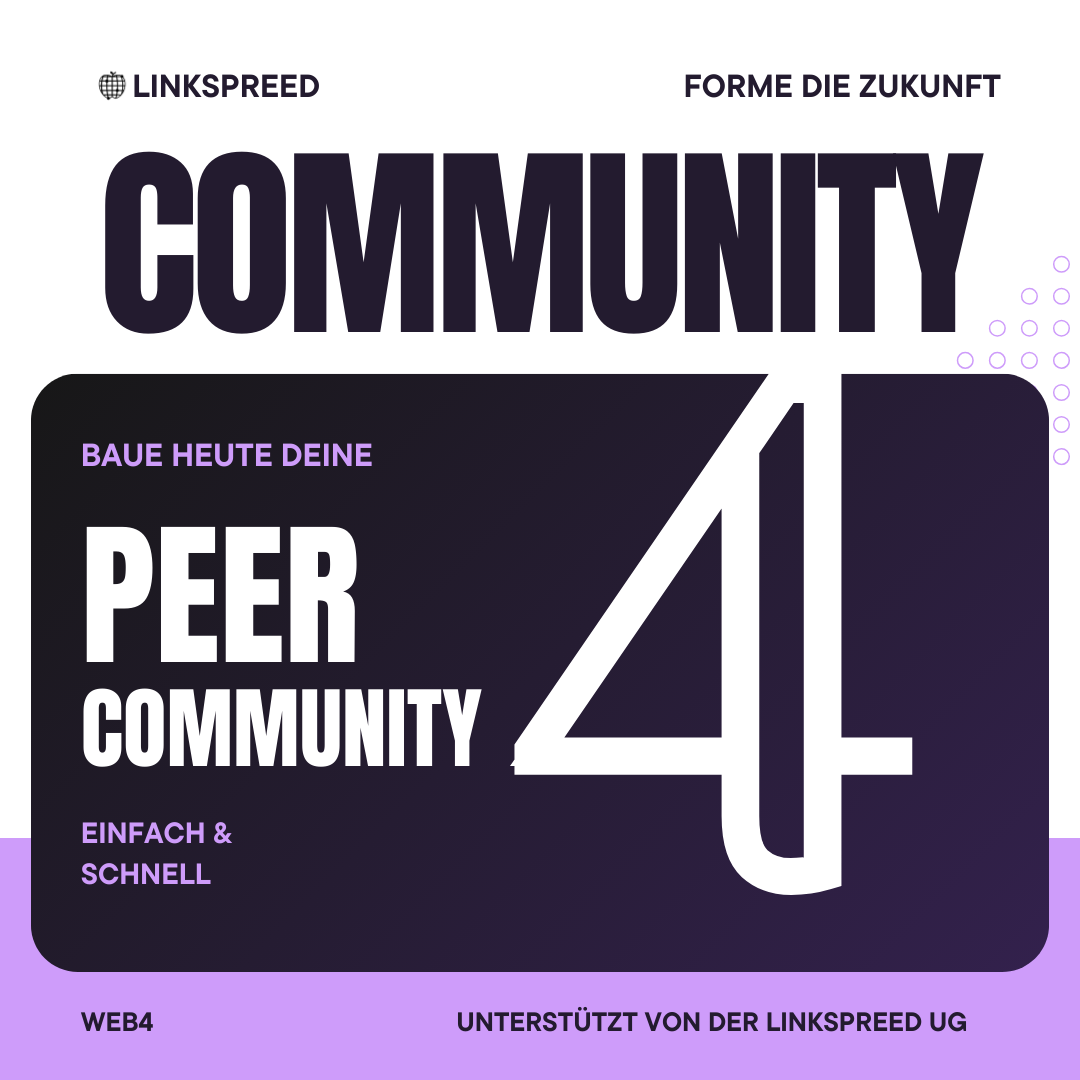 LINKSPREED
FORME DIE ZUKUNFT
COMMUNITY
BAUE HEUTE DEINE
PEER
COMMUNITY
4
EINFACH &
SCHNELL
WEB4
UNTERSTÜTZT VON DER LINKSPREED UG